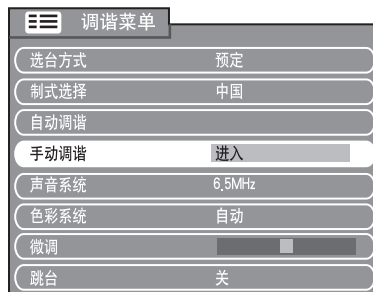 调谐菜单
选台方式 预定
制式选择 中国
自动调谐
手动调谐 进入
声音系统 6.5MHz
色彩系统 自动
微调
跳台 关